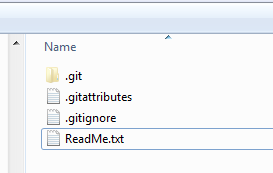 Name
.git
.gitattributes
.gitignore
ReadMe.txt